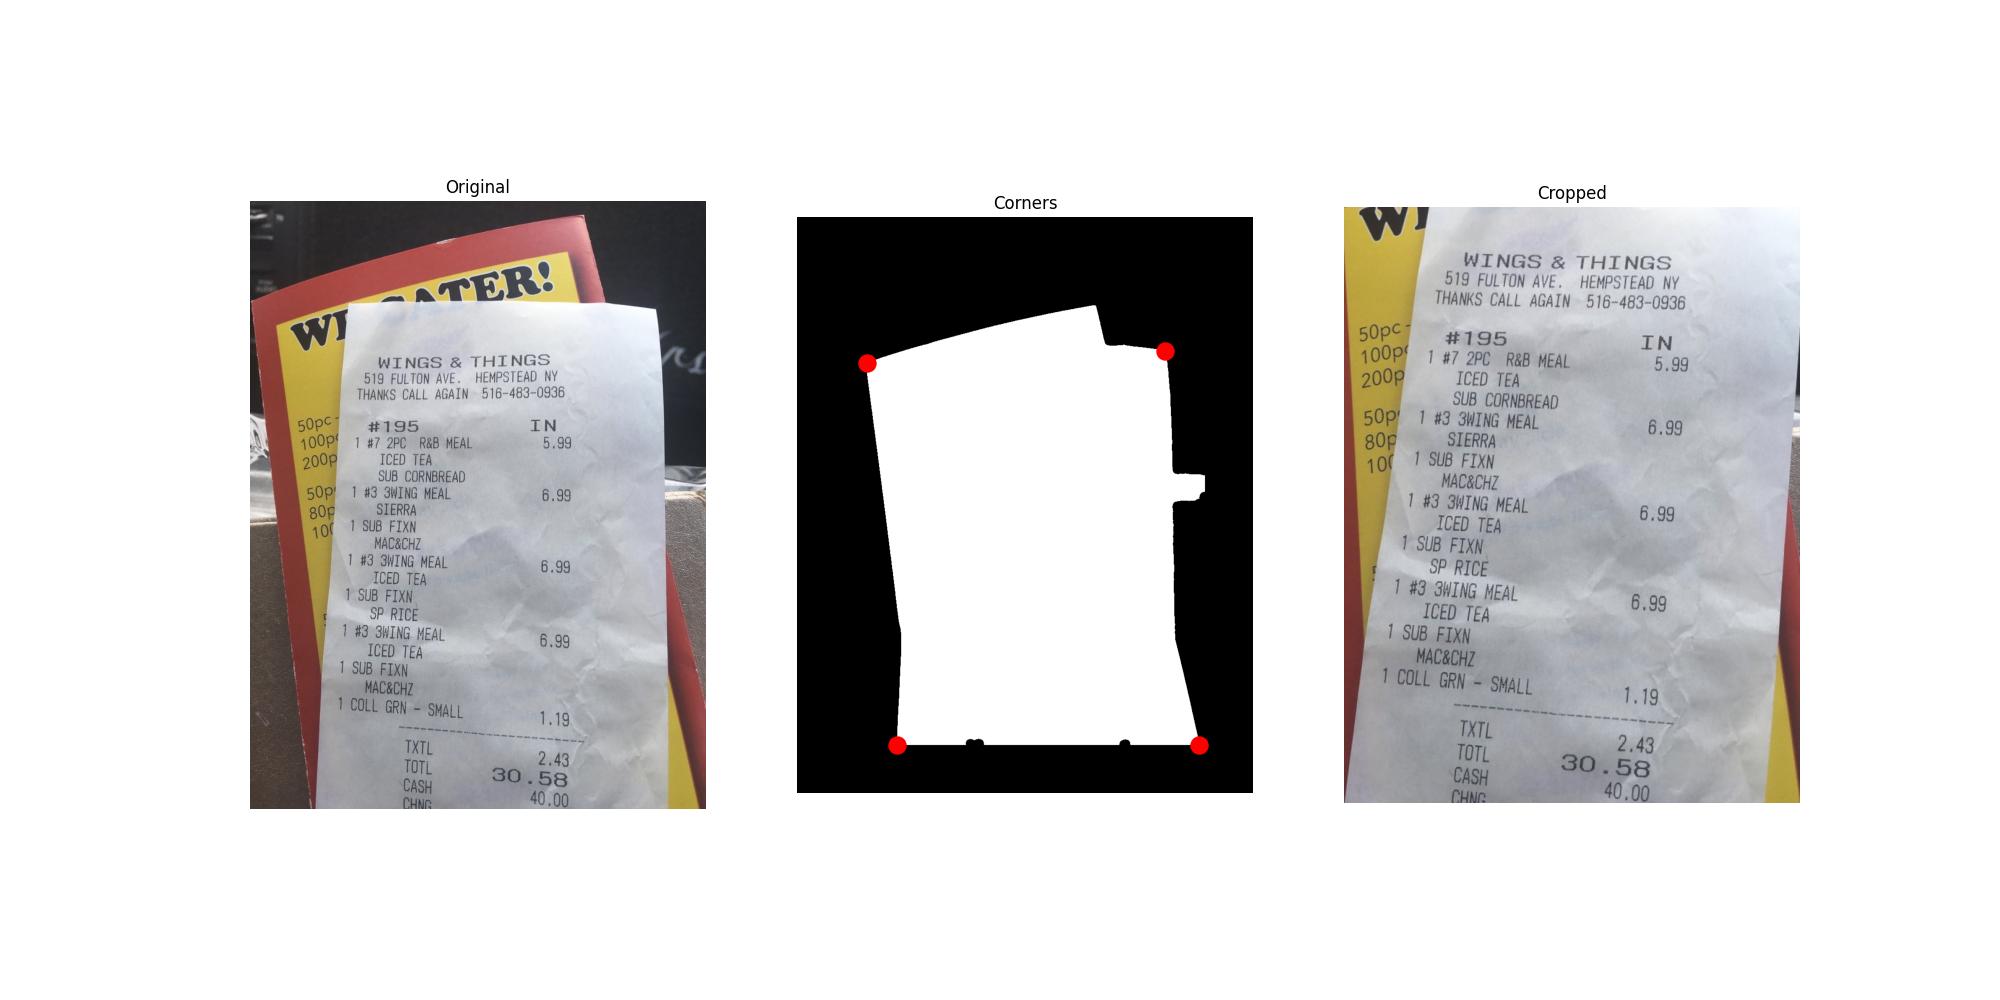 Original
WE CATER!
WINGS & THINGS
519 FULTON AVE. HEMPSTEAD NY
THANKS CALL AGAIN 516-483-0936
50pc -
100pc
200p
50p
80p
100
#195 IN
1 #7 2PC R&B MEAL 5.99
ICED TEA
SUB CORNBREAD
1 #3 3WING MEAL 6.99
SIERRA
1 SUB FIXN
MAC&CHZ
1 #3 3WING MEAL 6.99
ICED TEA
1 SUB FIXN
SP RICE
1 #3 3WING MEAL 6.99
ICED TEA
1 SUB FIXN
MAC&CHZ
1 COLL GRN - SMALL 1.19
--------------------
TXTL 2.43
TOTL 30.58
CASH 40.00
CHNG
Corners
Cropped
WINGS & THINGS
519 FULTON AVE. HEMPSTEAD NY
THANKS CALL AGAIN 516-483-0936
50pc -
100pc
200p
50pc
80p
100
#195 IN
1 #7 2PC R&B MEAL 5.99
ICED TEA
SUB CORNBREAD
1 #3 3WING MEAL 6.99
SIERRA
1 SUB FIXN
MAC&CHZ
1 #3 3WING MEAL 6.99
ICED TEA
1 SUB FIXN
SP RICE
1 #3 3WING MEAL 6.99
ICED TEA
1 SUB FIXN
MAC&CHZ
1 COLL GRN - SMALL 1.19
--------------------
TXTL 2.43
TOTL 30.58
CASH 40.00
CHNG